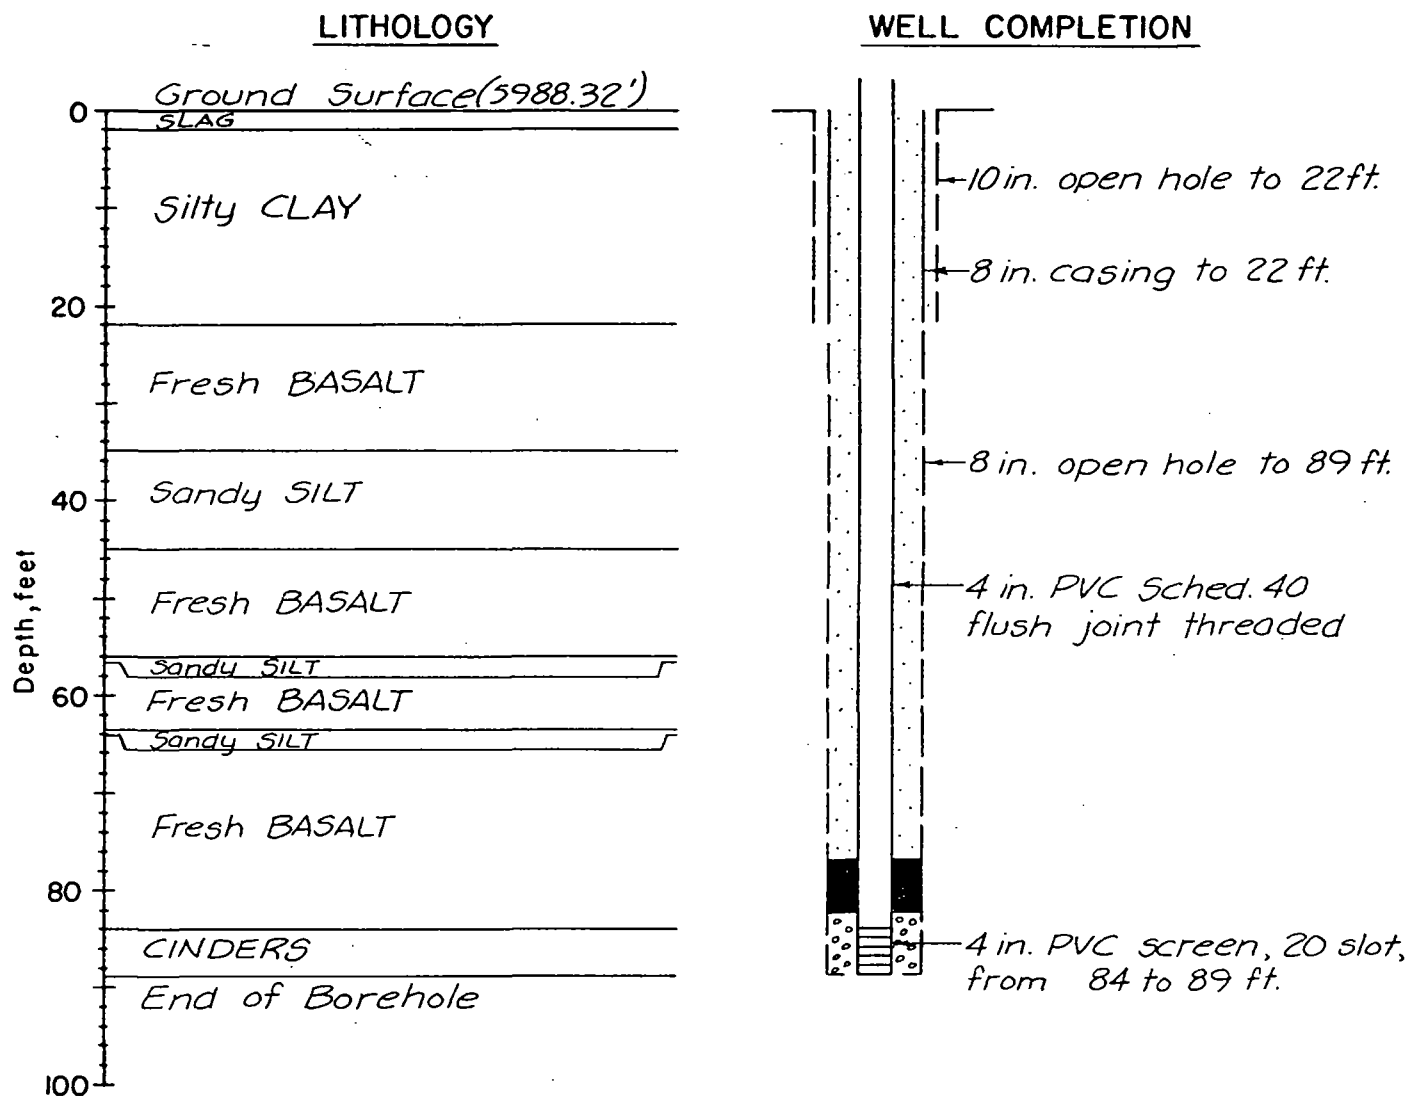 LITHOLOGY
WELL COMPLETION
Ground Surface(5988.32')
0
SLAG
Silty CLAY
20
Fresh BASALT
Sandy SILT
40
Depth, feet
Fresh BASALT
Sandy SILT
60
Fresh BASALT
Sandy SILT
Fresh BASALT
80
CINDERS
End of Borehole
100
10 in. open hole to 22 ft.
8 in. casing to 22 ft.
8 in. open hole to 89 ft.
4 in. PVC Sched. 40
flush joint threaded
4 in. PVC screen, 20 slot,
from 84 to 89 ft.